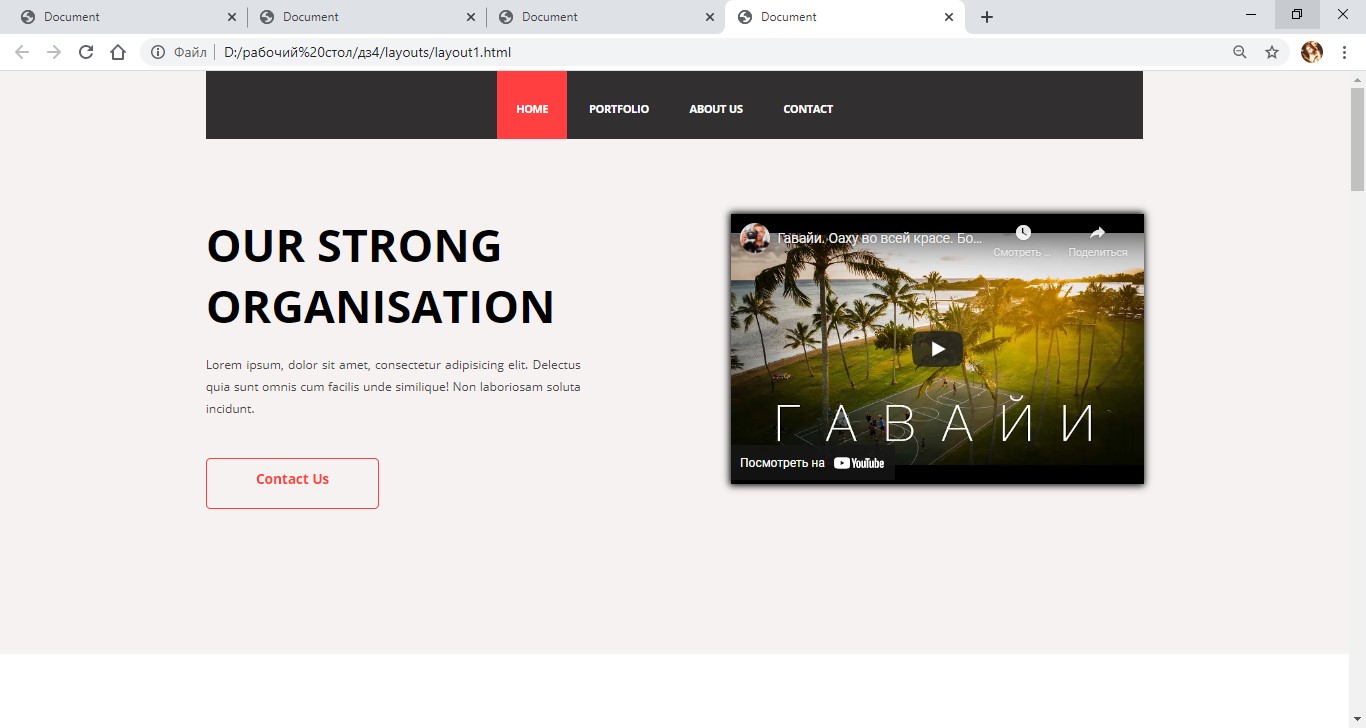 Document
Document
Document
Document
Файл
D:/рабочий%20стол/дз4/layouts/layout1.html
HOME PORTFOLIO ABOUT US CONTACT
OUR STRONG
ORGANISATION
Lorem ipsum, dolor sit amet, consectetur adipisicing elit. Delectus
quia sunt omnis cum facilis unde similique! Non laboriosam soluta
incidunt.
Contact Us
Гавайи. Оаху во всей красе. Бо...
Смотреть ...
Поделиться
ГАВАЙИ
Посмотреть на YouTube